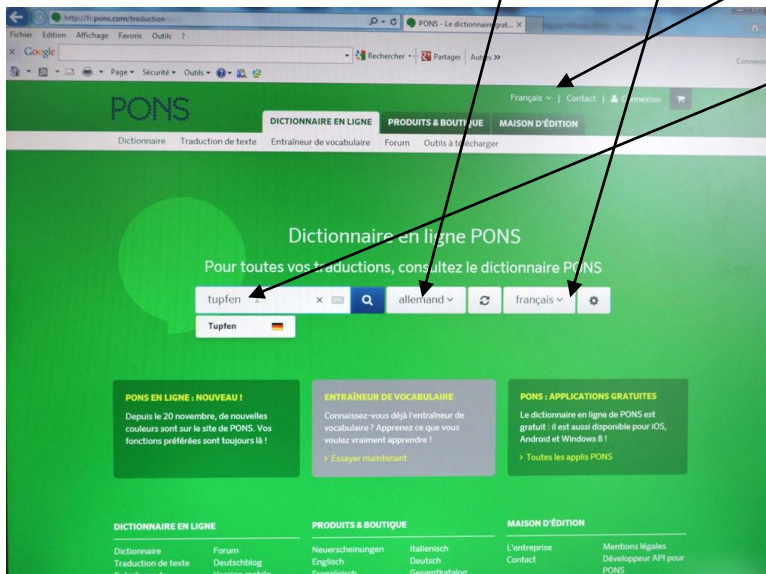 http://fr.pons.com/traduction
PONS - Le dictionnaire grat... ×
Fichier Edition Affichage Favoris Outils ?
x Google
Rechercher
Partager
Autres »
Connexion
Page Sécurité Outils
Français | Contact | Connexion
PONS
DICTIONNAIRE EN LIGNE PRODUITS & BOUTIQUE MAISON D'ÉDITION
Dictionnaire Traduction de texte Entraîneur de vocabulaire Forum Outils à télécharger
Dictionnaire en ligne PONS
Pour toutes vos traductions, consultez le dictionnaire PONS
tupfen × allemand français
Tupfen
PONS EN LIGNE : NOUVEAU !
Depuis le 20 novembre, de nouvelles
couleurs sont sur le site de PONS. Vos
fonctions préférées sont toujours là !
ENTRAÎNEUR DE VOCABULAIRE
Connaissez-vous déjà l'entraîneur de
vocabulaire ? Apprenez ce que vous
voulez vraiment apprendre !
> Essayer maintenant
PONS : APPLICATIONS GRATUITES
Le dictionnaire en ligne de PONS est
gratuit : il est aussi disponible pour iOS,
Android et Windows 8 !
> Toutes les applis PONS
DICTIONNAIRE EN LIGNE
Dictionnaire Forum
Traduction de texte Deutschblog
PRODUITS & BOUTIQUE
Neuerscheinungen Italienisch
Englisch Deutsch
Französisch Gesamtkatalog
MAISON D'ÉDITION
L'entreprise Mentions légales
Contact Développeur API pour
PONS